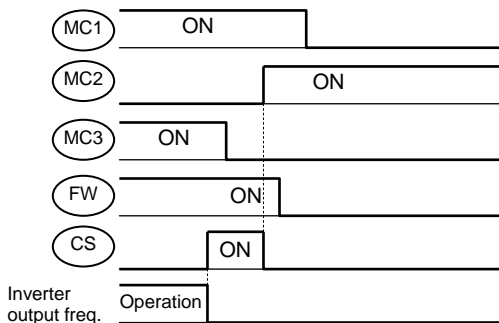 MC1 ON
MC2 ON
MC3 ON
FW ON
CS ON
Inverter
output freq. Operation